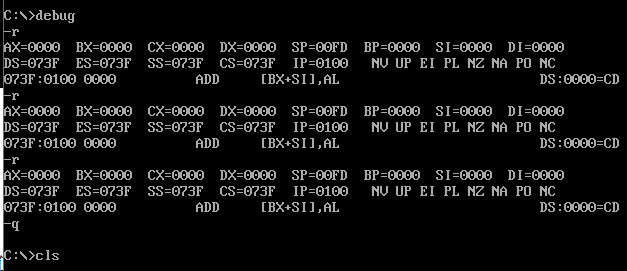 C:\>debug
-r
AX=0000  BX=0000  CX=0000  DX=0000  SP=00FD  BP=0000  SI=0000  DI=0000
DS=073F  ES=073F  SS=073F  CS=073F  IP=0100   NV UP EI PL NZ NA PO NC
073F:0100 0000          ADD     [BX+SI],AL                         DS:0000=CD
-r
AX=0000  BX=0000  CX=0000  DX=0000  SP=00FD  BP=0000  SI=0000  DI=0000
DS=073F  ES=073F  SS=073F  CS=073F  IP=0100   NV UP EI PL NZ NA PO NC
073F:0100 0000          ADD     [BX+SI],AL                         DS:0000=CD
-r
AX=0000  BX=0000  CX=0000  DX=0000  SP=00FD  BP=0000  SI=0000  DI=0000
DS=073F  ES=073F  SS=073F  CS=073F  IP=0100   NV UP EI PL NZ NA PO NC
073F:0100 0000          ADD     [BX+SI],AL                         DS:0000=CD
-q
C:\>cls